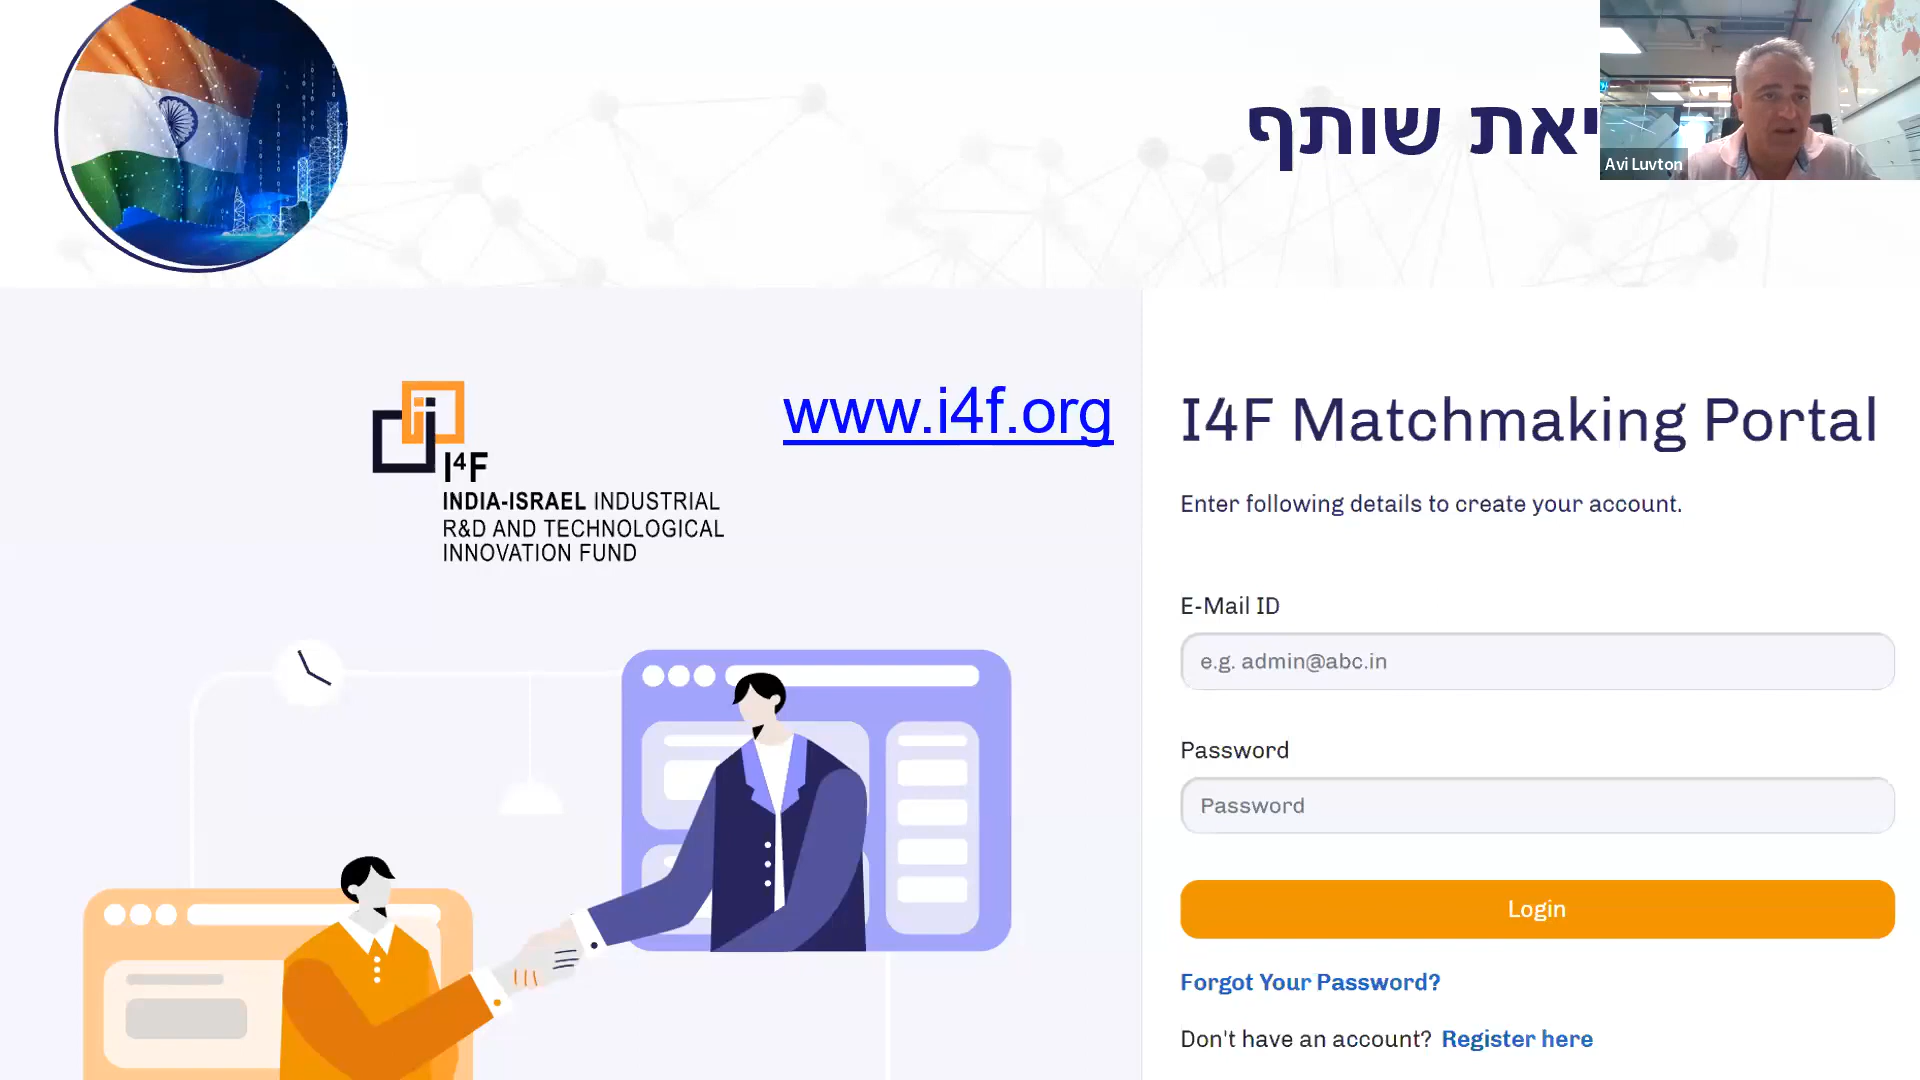 יאת שותף
Avi Luvton
www.i4f.org
I⁴F
INDIA-ISRAEL INDUSTRIAL
R&D AND TECHNOLOGICAL
INNOVATION FUND
I4F Matchmaking Portal
Enter following details to create your account.
E-Mail ID
e.g. admin@abc.in
Password
Password
Login
Forgot Your Password?
Don't have an account? Register here